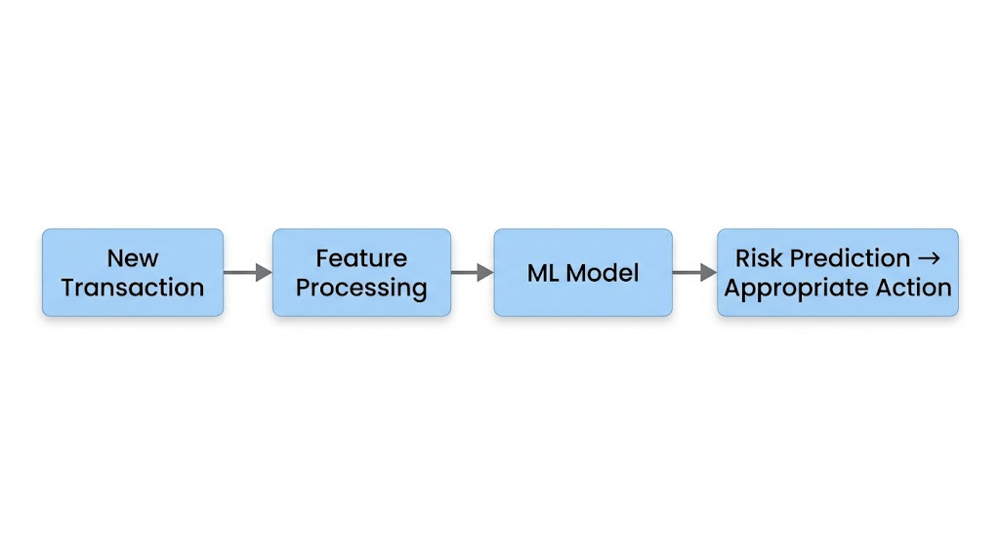 New
Transaction
Feature
Processing
ML Model
Risk Prediction →
Appropriate Action